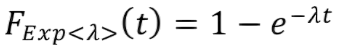 F_{Exp<λ>}(t) = 1 − e^{−λt}